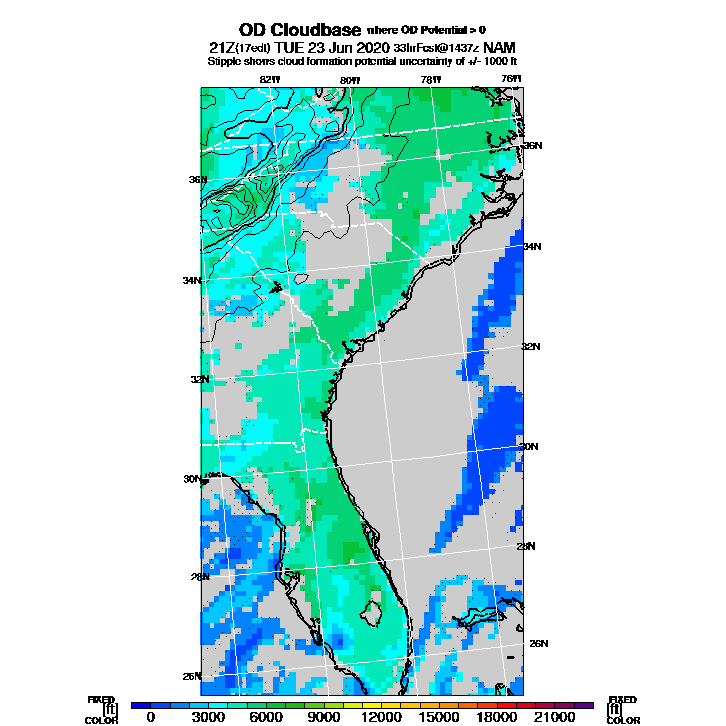 OD Cloudbase where OD Potential > 0
21Z(17edt) TUE 23 Jun 2020 33hrFcst@1437z NAM
Stipple shows cloud formation potential uncertainty of +/- 1000 ft
82W 80W 78W 76W
36N 36N
34N 34N
32N 32N
30N 30N
28N 28N
26N 26N
FIXED FIXED
[ft] 0 3000 6000 9000 12000 15000 18000 21000 [ft]
COLOR COLOR